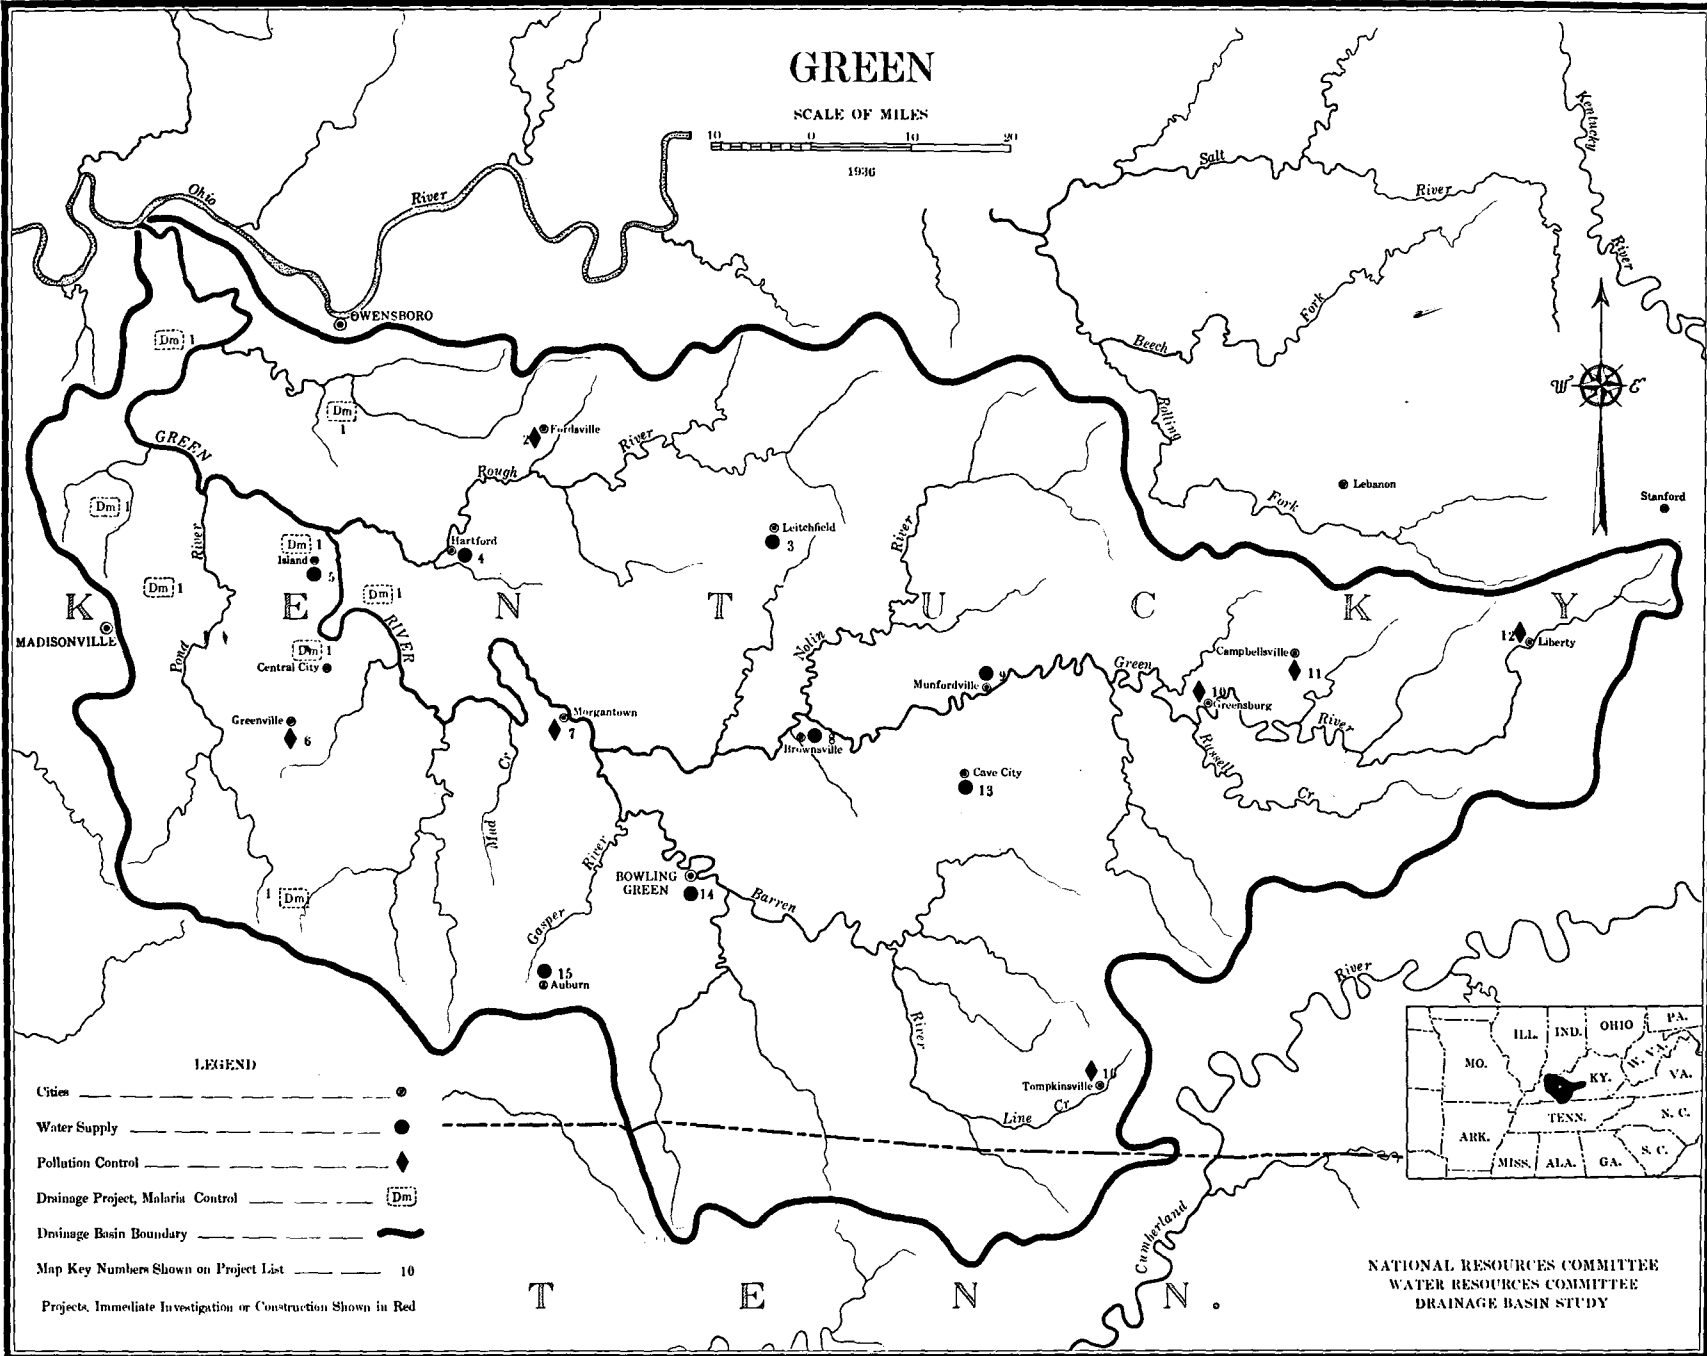 GREEN
SCALE OF MILES
10 0 10 20
1936
Kentucky
River
Salt
River
Ohio
River
OWENSBORO
Beech
Fork
Rolling
Fork
W E
Lebanon
Stanford
Dm 1
Dm
1
GREEN
2 Fordsville
Rough
River
Dm 1
River
Dm 1
Island
5
Hartford
4
Leitchfield
3
River
Dm 1
Dm 1
K E N T U C K Y
MADISONVILLE
Pond
RIVER
Dm 1
Central City
Nolin
12
Liberty
Campbellsville
11
Green
9
Munfordville
10
Greensburg
River
Greenville
6
Morgantown
7
8
Brownsville
Russell
Cr.
Cr.
Mud
Cave City
13
River
BOWLING
GREEN
14
Barren
1 Dm
Gasper
15
Auburn
River
River
16
Tompkinsville
Line
Cr
Cumberland
T E N N.
LEGEND
Cities
Water Supply
Pollution Control
Drainage Project, Malaria Control Dm
Drainage Basin Boundary
Map Key Numbers Shown on Project List 10
Projects, Immediate Investigation or Construction Shown in Red
ILL. IND. OHIO PA.
MO. KY. W. VA. VA.
TENN. N. C.
ARK. MISS. ALA. GA. S. C.
NATIONAL RESOURCES COMMITTEE
WATER RESOURCES COMMITTEE
DRAINAGE BASIN STUDY